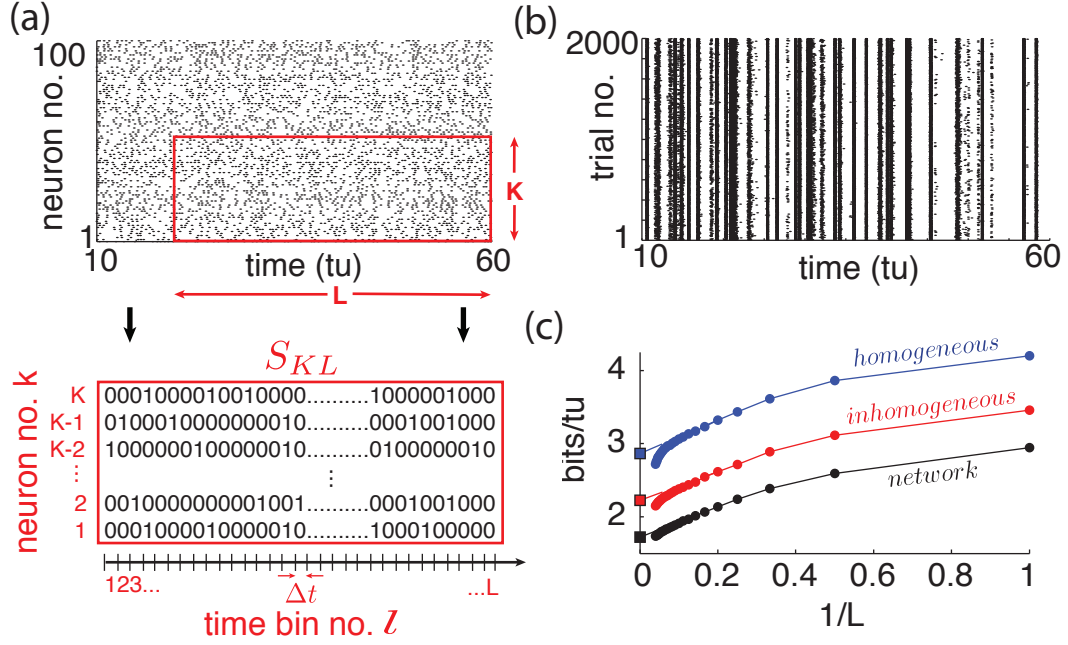 (a)
100
neuron no.
1
K
10
time (tu)
60
L
S_{KL}
neuron no. k
K 0001000010010000..........1000001000
K-1 0100010000000010..........0001001000
K-2 1000000100000010..........0100000010
⋮ ⋮
2 0010000000001001..........0001001000
1 0001000010000010..........1000100000
123...
Δt
...L
time bin no. l
(b)
2000
trial no.
1
10
time (tu)
60
(c)
4
3
2
bits/tu
homogeneous
inhomogeneous
network
0 0.2 0.4 0.6 0.8 1
1/L